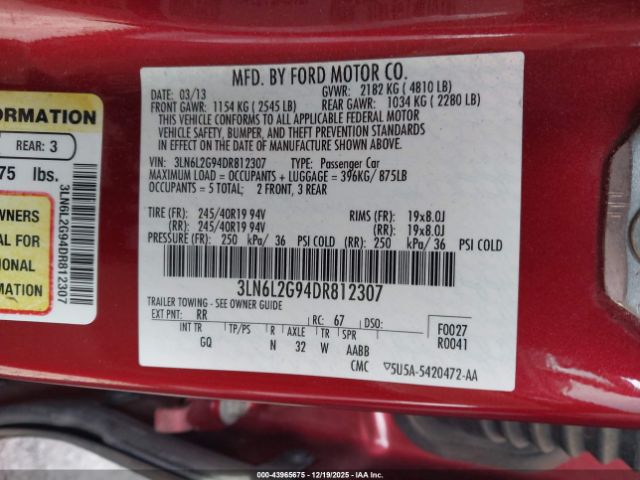 ORMATION
REAR: 3
75 lbs.
3LN6L2G94DR812307
WNERS
AL FOR
IONAL
MATION
MFD. BY FORD MOTOR CO.
DATE: 03/13 GVWR: 2182 KG ( 4810 LB)
FRONT GAWR: 1154 KG ( 2545 LB) REAR GAWR: 1034 KG ( 2280 LB)
THIS VEHICLE CONFORMS TO ALL APPLICABLE FEDERAL MOTOR
VEHICLE SAFETY, BUMPER, AND THEFT PREVENTION STANDARDS
IN EFFECT ON THE DATE OF MANUFACTURE SHOWN ABOVE.
VIN: 3LN6L2G94DR812307 TYPE: Passenger Car
MAXIMUM LOAD = OCCUPANTS + LUGGAGE = 396KG/ 875LB
OCCUPANTS = 5 TOTAL; 2 FRONT, 3 REAR
TIRE (FR): 245/40R19 94V RIMS (FR): 19x8.0J
(RR): 245/40R19 94V (RR): 19x8.0J
PRESSURE (FR): 250 kPa/ 36 PSI COLD (RR): 250 kPa/ 36 PSI COLD
3LN6L2G94DR812307
TRAILER TOWING - SEE OWNER GUIDE
EXT PNT: RR RC: 67 DSO: F0027
INT TR TP/PS R AXLE TR SPR R0041
GQ N 32 W AABB
CMC 5U5A-5420472-AA
000-43965675 | 12/19/2025 - IAA Inc.